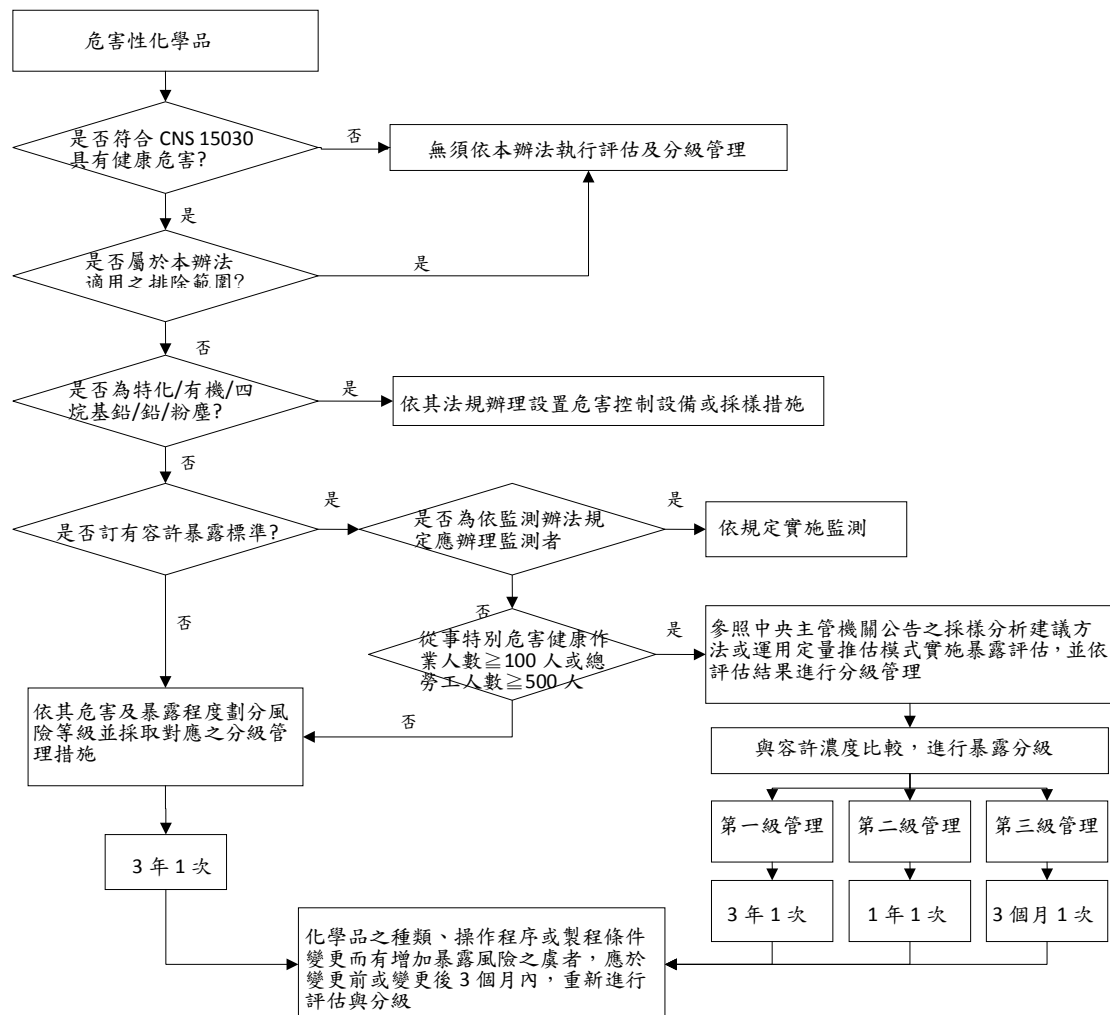 危害性化學品
是否符合 CNS 15030
具有健康危害?
否
無須依本辦法執行評估及分級管理
是
是否屬於本辦法
適用之排除範圍?
是
否
是否為特化/有機/四
烷基鉛/鉛/粉塵?
是
依其法規辦理設置危害控制設備或採樣措施
否
是否訂有容許暴露標準?
是
是否為依監測辦法規
定應辦理監測者
是
依規定實施監測
否
否
從事特別危害健康作
業人數≧100 人或總
勞工人數≧500 人
是
參照中央主管機關公告之採樣分析建議方
法或運用定量推估模式實施暴露評估，並依
評估結果進行分級管理
否
依其危害及暴露程度劃分風
險等級並採取對應之分級管
理措施
與容許濃度比較，進行暴露分級
第一級管理
第二級管理
第三級管理
3 年 1 次
3 年 1 次
1 年 1 次
3 個月 1 次
化學品之種類、操作程序或製程條件
變更而有增加暴露風險之虞者，應於
變更前或變更後 3 個月內，重新進行
評估與分級